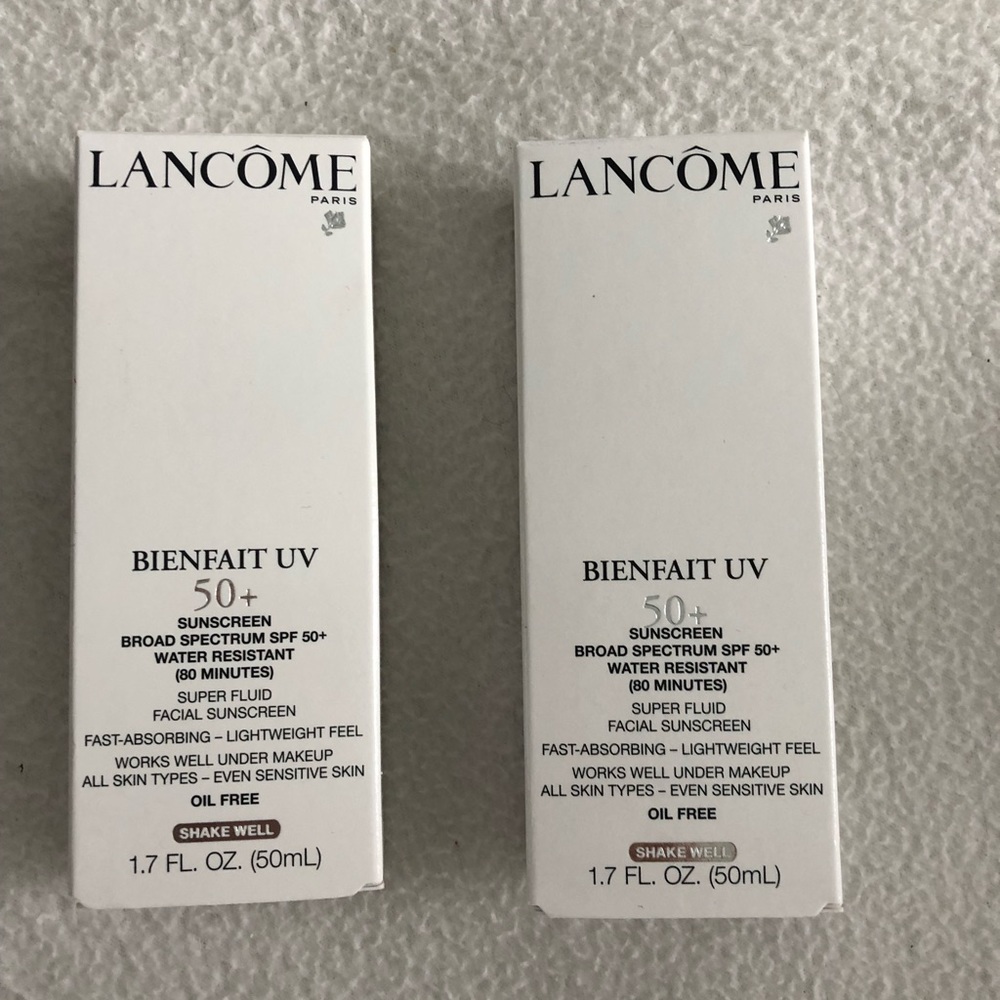 LANCÔME
PARIS
BIENFAIT UV
50+
SUNSCREEN
BROAD SPECTRUM SPF 50+
WATER RESISTANT
(80 MINUTES)
SUPER FLUID
FACIAL SUNSCREEN
FAST-ABSORBING – LIGHTWEIGHT FEEL
WORKS WELL UNDER MAKEUP
ALL SKIN TYPES – EVEN SENSITIVE SKIN
OIL FREE
SHAKE WELL
1.7 FL. OZ. (50mL)
LANCÔME
PARIS
BIENFAIT UV
50+
SUNSCREEN
BROAD SPECTRUM SPF 50+
WATER RESISTANT
(80 MINUTES)
SUPER FLUID
FACIAL SUNSCREEN
FAST-ABSORBING – LIGHTWEIGHT FEEL
WORKS WELL UNDER MAKEUP
ALL SKIN TYPES – EVEN SENSITIVE SKIN
OIL FREE
SHAKE WELL
1.7 FL. OZ. (50mL)